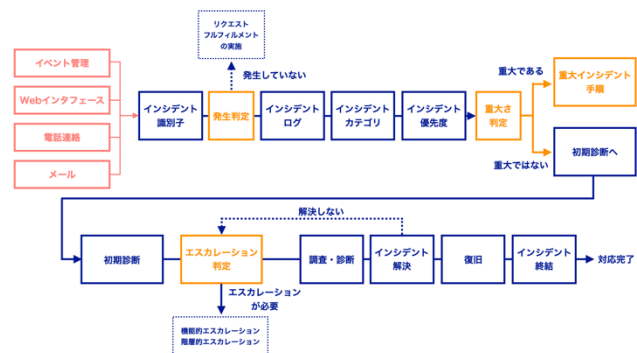 リクエスト
フルフィルメント
の実施
イベント管理
Webインタフェース
電話連絡
メール
発生していない
インシデント
識別子
発生判定
インシデント
ログ
インシデント
カテゴリ
インシデント
優先度
重大さ
判定
重大である
重大インシデント
手順
重大ではない
初期診断へ
解決しない
初期診断
エスカレーション
判定
調査・診断
インシデント
解決
復旧
インシデント
終結
対応完了
エスカレーション
が必要
機能的エスカレーション
階層的エスカレーション